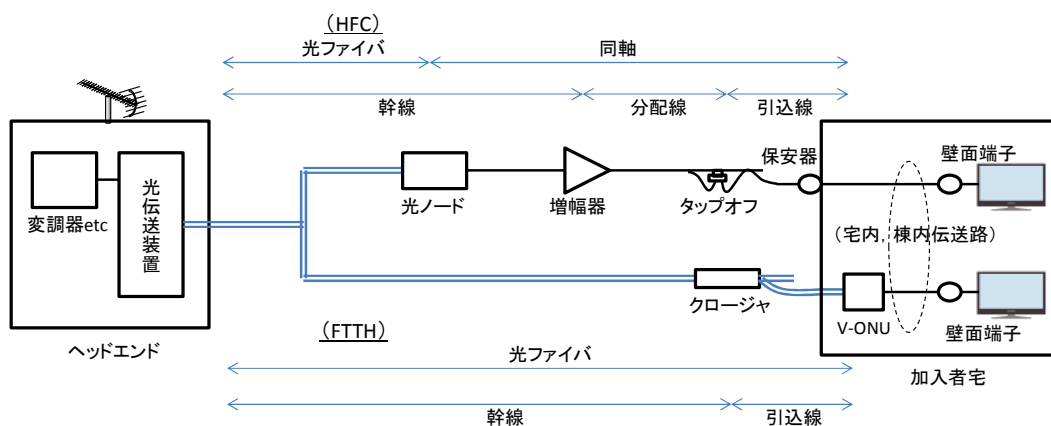 (HFC)
光ファイバ
同軸
幹線
分配線
引込線
保安器
壁面端子
光伝送装置
変調器etc
光ノード
増幅器
タップオフ
(宅内, 棟内伝送路)
クロージャ
V-ONU
壁面端子
ヘッドエンド
(FTTH)
光ファイバ
加入者宅
幹線
引込線